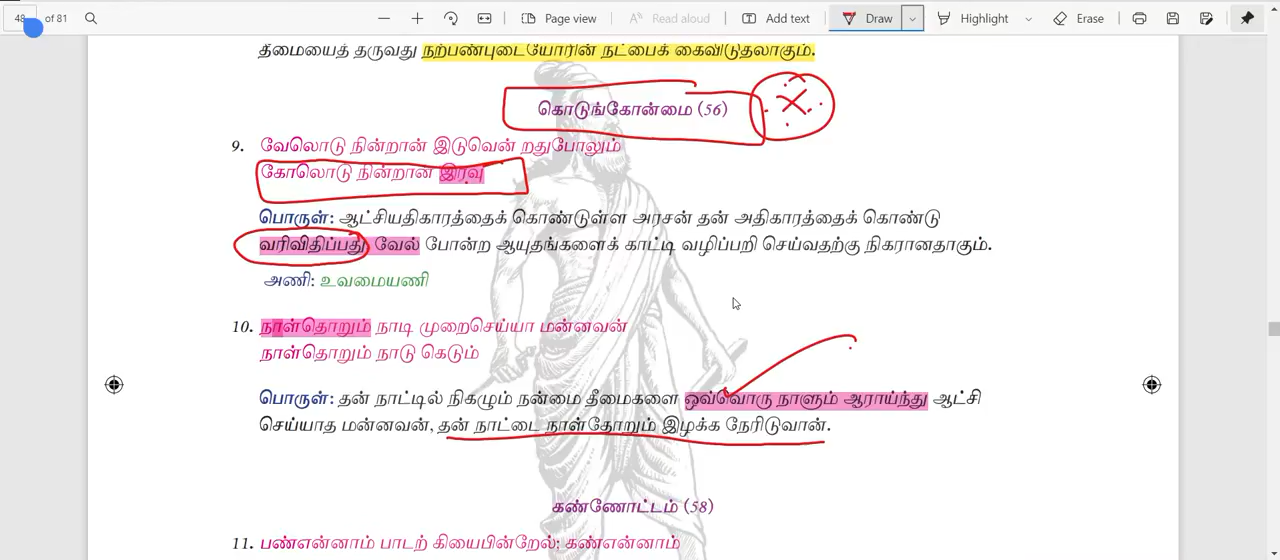 48 of 81 Page view Read aloud Add text Draw Highlight Erase
தீமையைத் தருவது நற்பண்புடையோரின் நட்பைக் கைவிடுதலாகும்.
கொடுங்கோன்மை (56)
9. வேலொடு நின்றான் இடுவென் றதுபோலும்
கோலொடு நின்றான் இரவு
பொருள்: ஆட்சியதிகாரத்தைக் கொண்டுள்ள அரசன் தன் அதிகாரத்தைக் கொண்டு
வரிவிதிப்பது வேல் போன்ற ஆயுதங்களைக் காட்டி வழிப்பறி செய்வதற்கு நிகரானதாகும்.
அணி: உவமையணி
10. நாள்தொறும் நாடி முறைசெய்யா மன்னவன்
நாள்தொறும் நாடு கெடும்
பொருள்: தன் நாட்டில் நிகழும் நன்மை தீமைகளை ஒவ்வொரு நாளும் ஆராய்ந்து ஆட்சி
செய்யாத மன்னவன், தன் நாட்டை நாள்தோறும் இழக்க நேரிடுவான்.
கண்ணோட்டம் (58)
11. பண்என்னாம் பாடற் கியைபின்றேல்; கண்என்னாம்